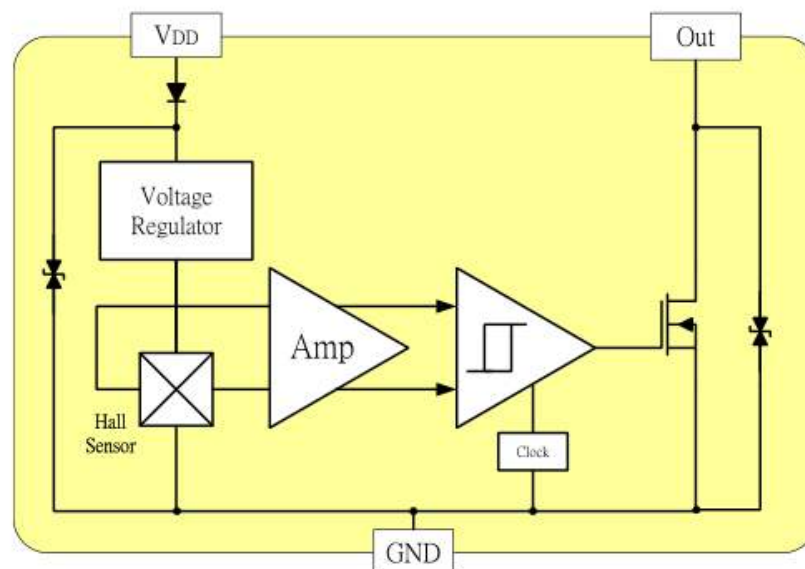 VDD
Out
Voltage
Regulator
Amp
Hall
Sensor
Clock
GND